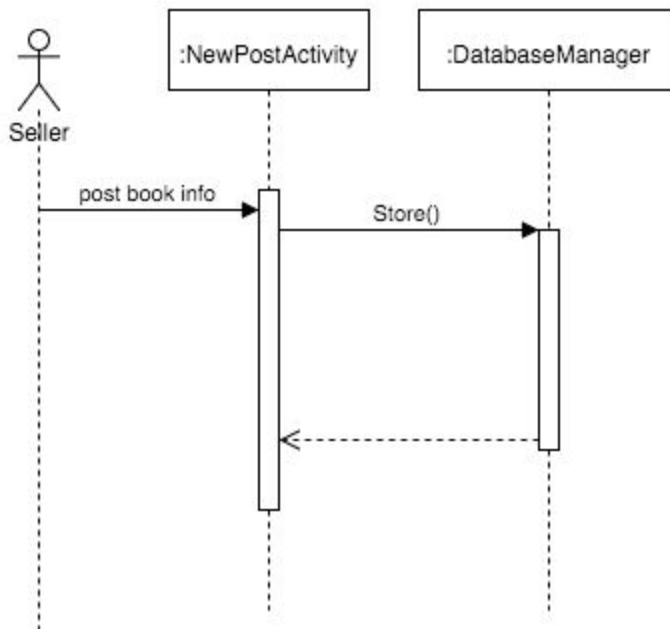 :NewPostActivity
:DatabaseManager
Seller
post book info
Store()